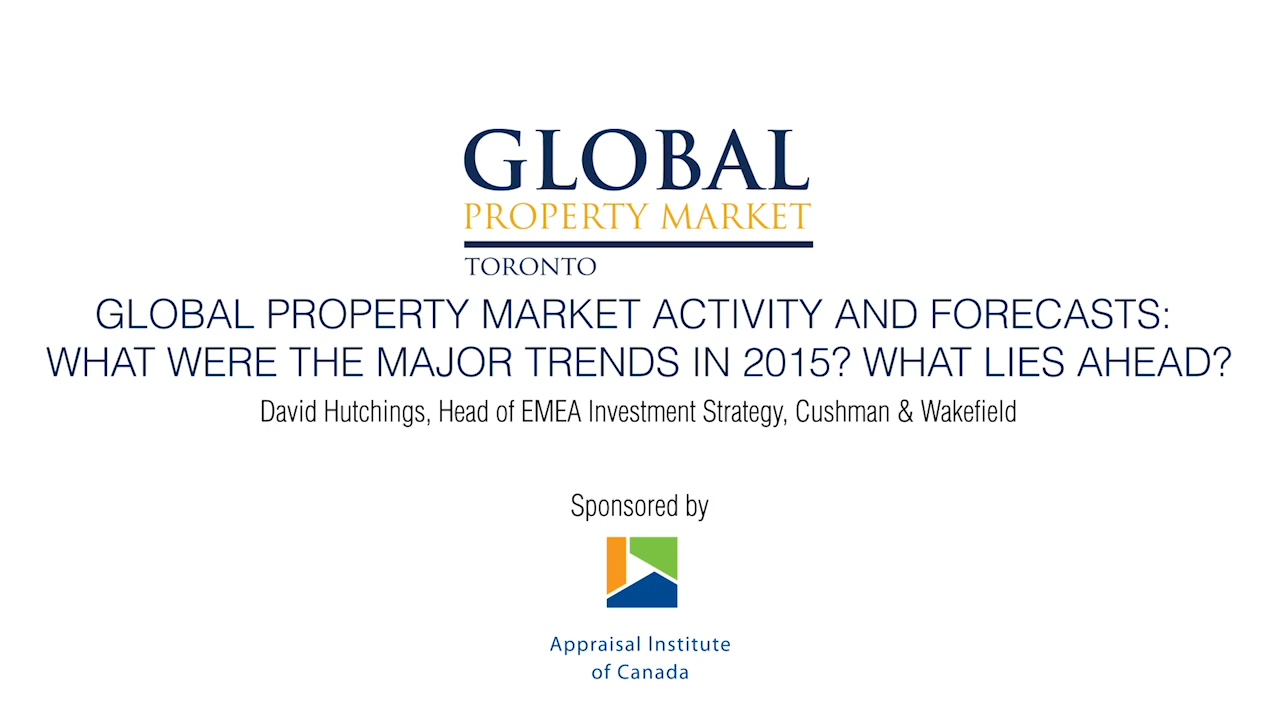 GLOBAL
PROPERTY MARKET
TORONTO
GLOBAL PROPERTY MARKET ACTIVITY AND FORECASTS:
WHAT WERE THE MAJOR TRENDS IN 2015? WHAT LIES AHEAD?
David Hutchings, Head of EMEA Investment Strategy, Cushman & Wakefield
Sponsored by
Appraisal Institute
of Canada